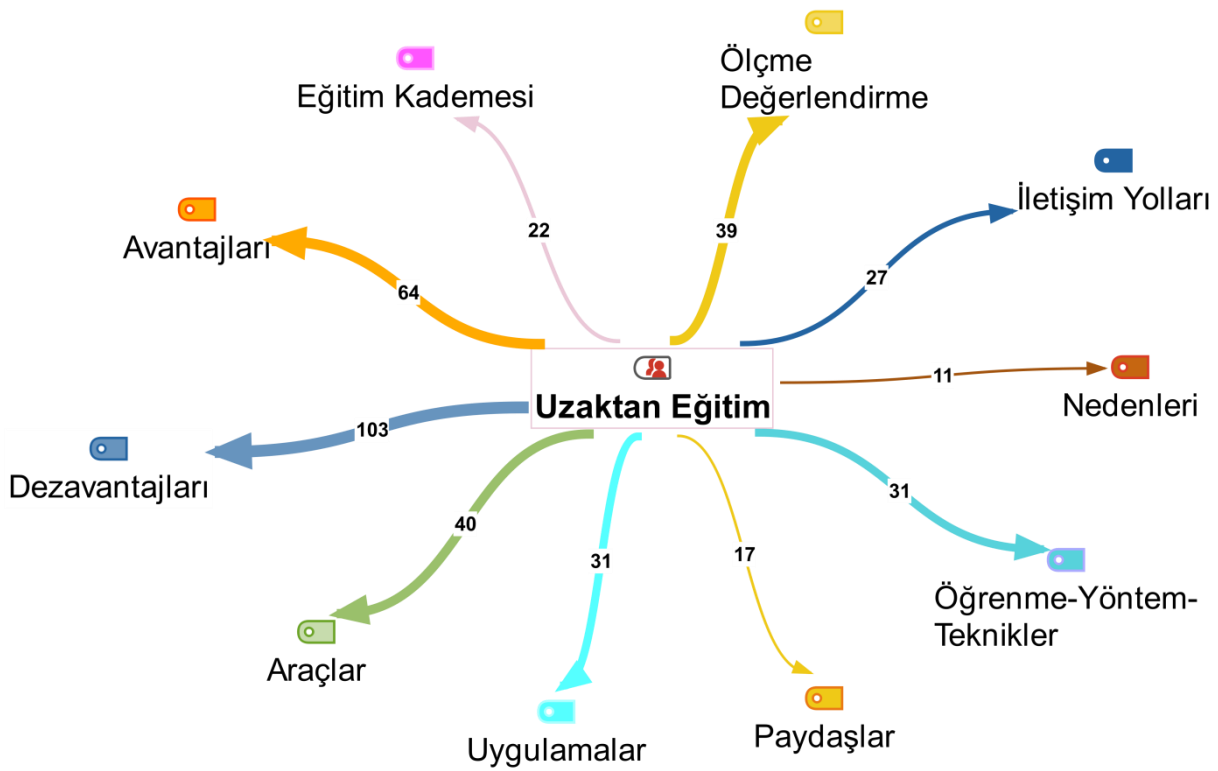 Ölçme
Değerlendirme
Eğitim Kademesi
İletişim Yolları
Avantajları
22
39
27
64
11
Nedenleri
Uzaktan Eğitim
103
Dezavantajları
31
40
31
17
Öğrenme-Yöntem-
Teknikler
Araçlar
Uygulamalar
Paydaşlar